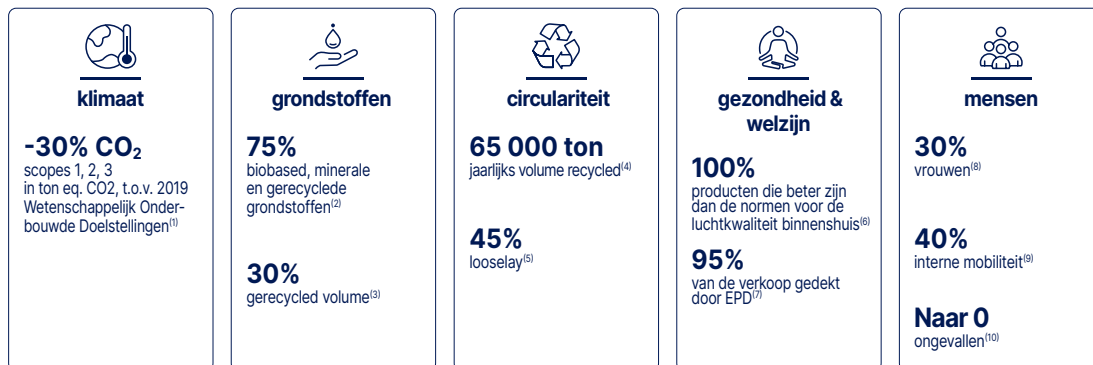 klimaat
-30% CO₂
scopes 1, 2, 3
in ton eq. CO2, t.o.v. 2019
Wetenschappelijk Onder-
bouwde Doelstellingen(1)
grondstoffen
75%
biobased, minerale
en gerecyclede
grondstoffen(2)
30%
gerecycled volume(3)
circulariteit
65 000 ton
jaarlijks volume recycled(4)
45%
looselay(5)
gezondheid &
welzijn
100%
producten die beter zijn
dan de normen voor de
luchtkwaliteit binnenshuis(6)
95%
van de verkoop gedekt
door EPD(7)
mensen
30%
vrouwen(8)
40%
interne mobiliteit(9)
Naar 0
ongevallen(10)